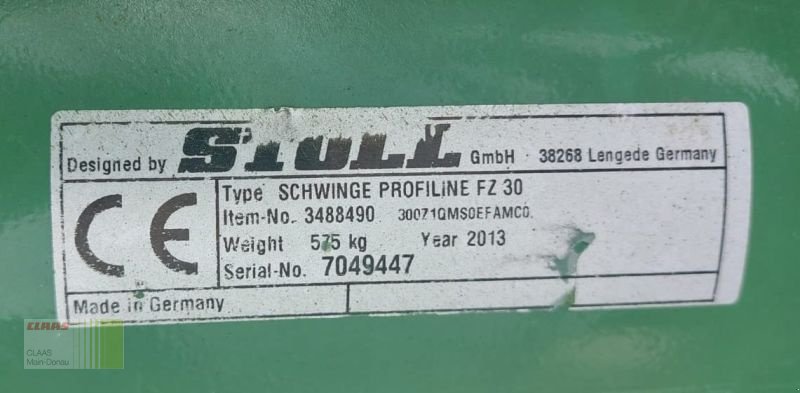 Designed by STOLL GmbH · 38268 Lengede Germany
CE
Type SCHWINGE PROFILINE FZ 30
Item-No. 3488490 300Z1QMS0EFAMC0
Weight 575 kg Year 2013
Serial-No. 7049447
Made in Germany
CLAAS
CLAAS
Main-Donau